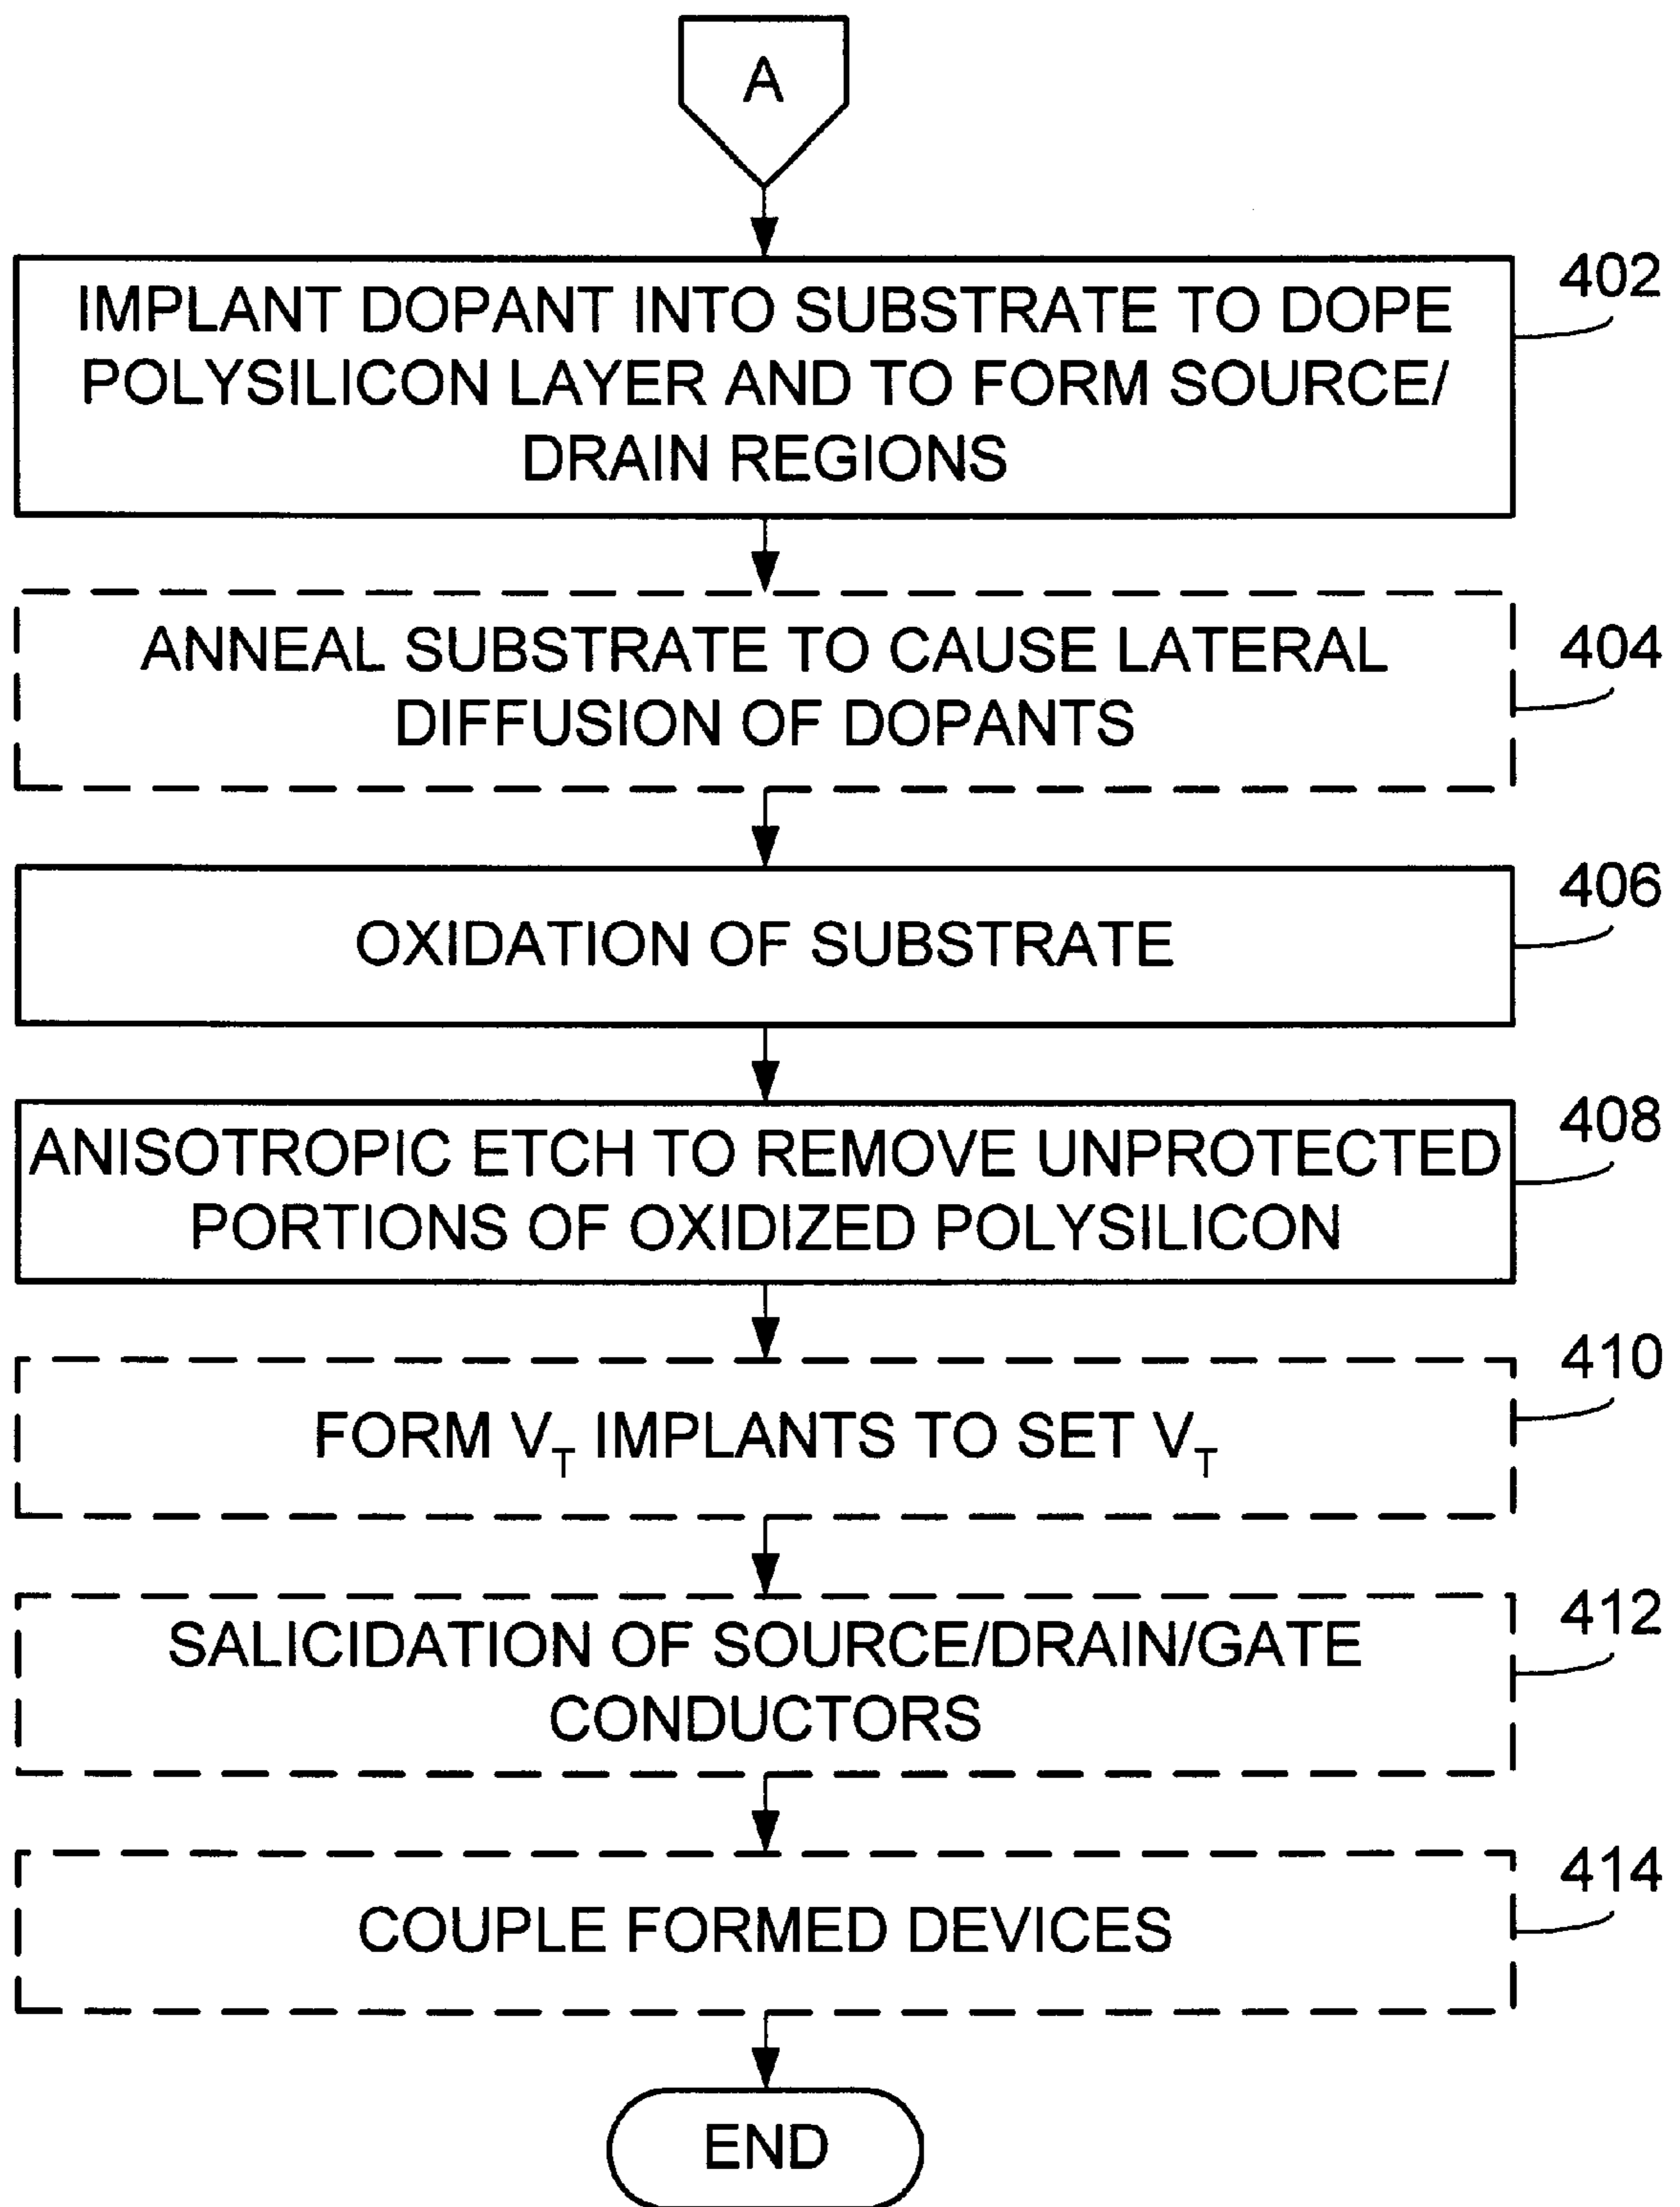 A
402
IMPLANT DOPANT INTO SUBSTRATE TO DOPE
POLYSILICON LAYER AND TO FORM SOURCE/
DRAIN REGIONS
404
ANNEAL SUBSTRATE TO CAUSE LATERAL
DIFFUSION OF DOPANTS
406
OXIDATION OF SUBSTRATE
408
ANISOTROPIC ETCH TO REMOVE UNPROTECTED
PORTIONS OF OXIDIZED POLYSILICON
410
FORM V_T IMPLANTS TO SET V_T
412
SALICIDATION OF SOURCE/DRAIN/GATE
CONDUCTORS
414
COUPLE FORMED DEVICES
END